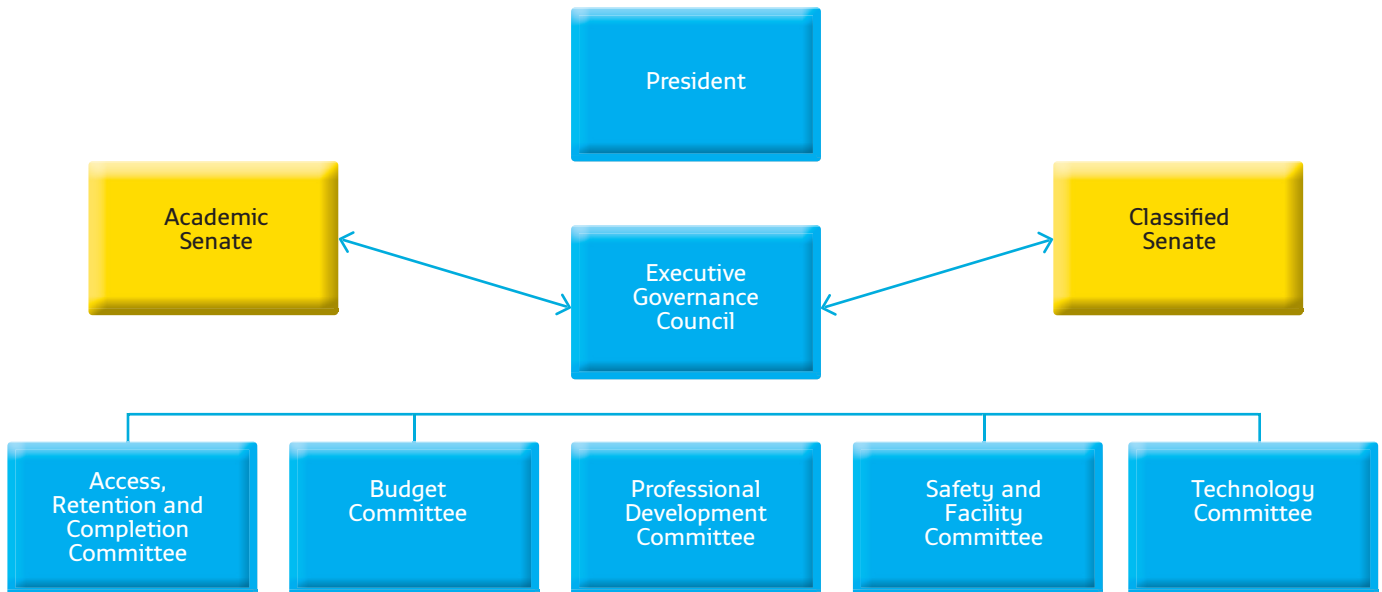 President
Academic
Senate
Classified
Senate
Executive
Governance
Council
Access,
Retention and
Completion
Committee
Budget
Committee
Professional
Development
Committee
Safety and
Facility
Committee
Technology
Committee